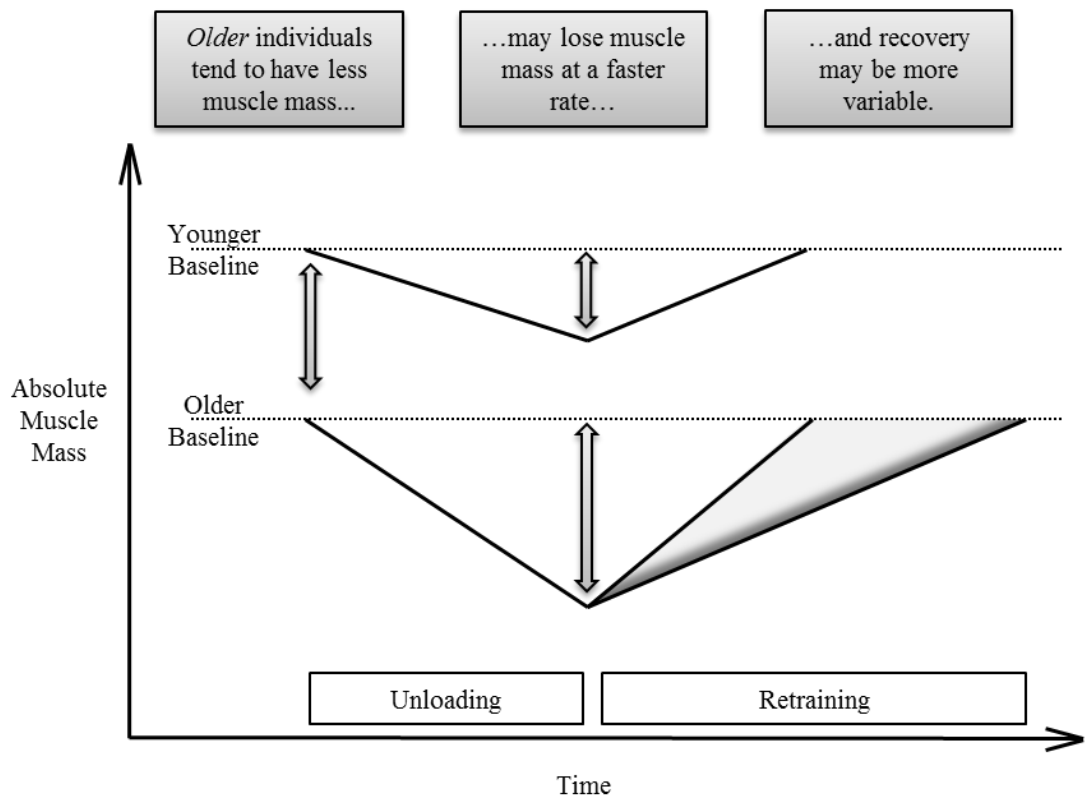 Older individuals
tend to have less
muscle mass...
…may lose muscle
mass at a faster
rate…
…and recovery
may be more
variable.
Younger
Baseline
Absolute
Muscle
Mass
Older
Baseline
Unloading
Retraining
Time